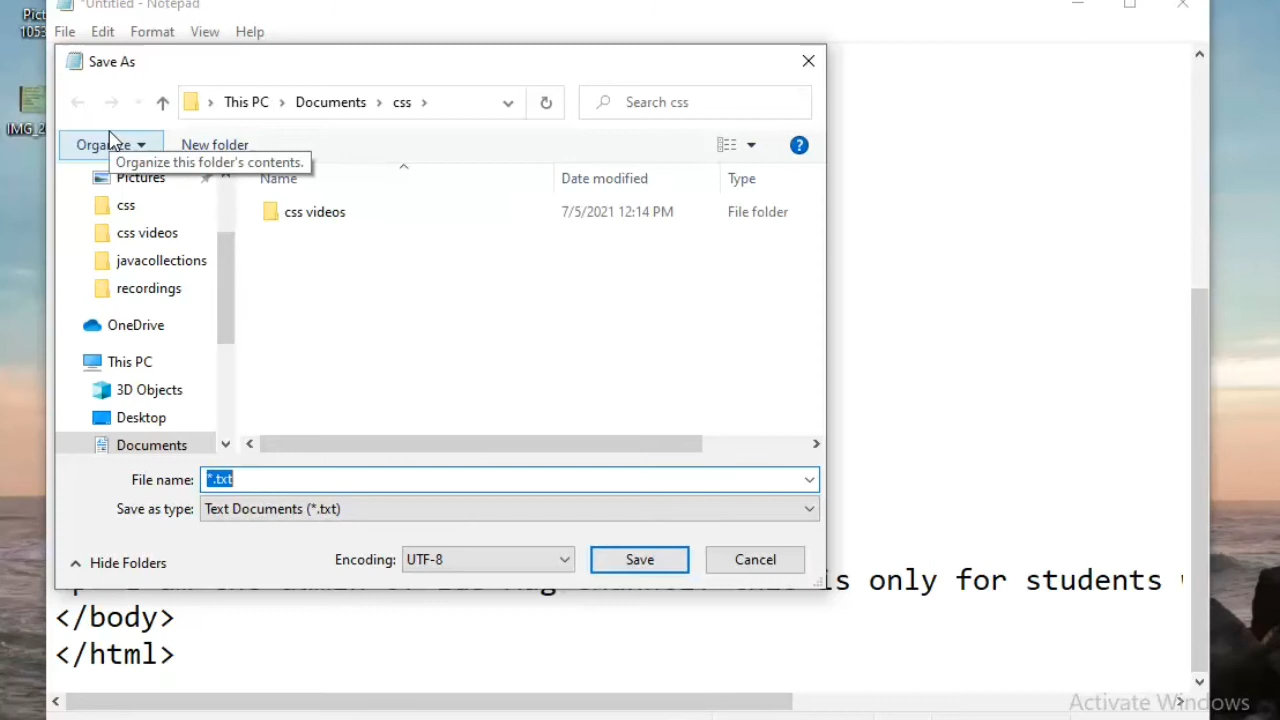 Pict
1053
*Untitled - Notepad
File Edit Format View Help
Save As
This PC Documents css
Search css
Organize New folder
Organize this folder's contents.
Name Date modified Type
css videos 7/5/2021 12:14 PM File folder
Pictures
css
css videos
javacollections
recordings
OneDrive
This PC
3D Objects
Desktop
Documents
IMG_20
File name: *.txt
Save as type: Text Documents (*.txt)
Hide Folders
Encoding: UTF-8 Save Cancel
is only for students
</body>
</html>
Activate Windows